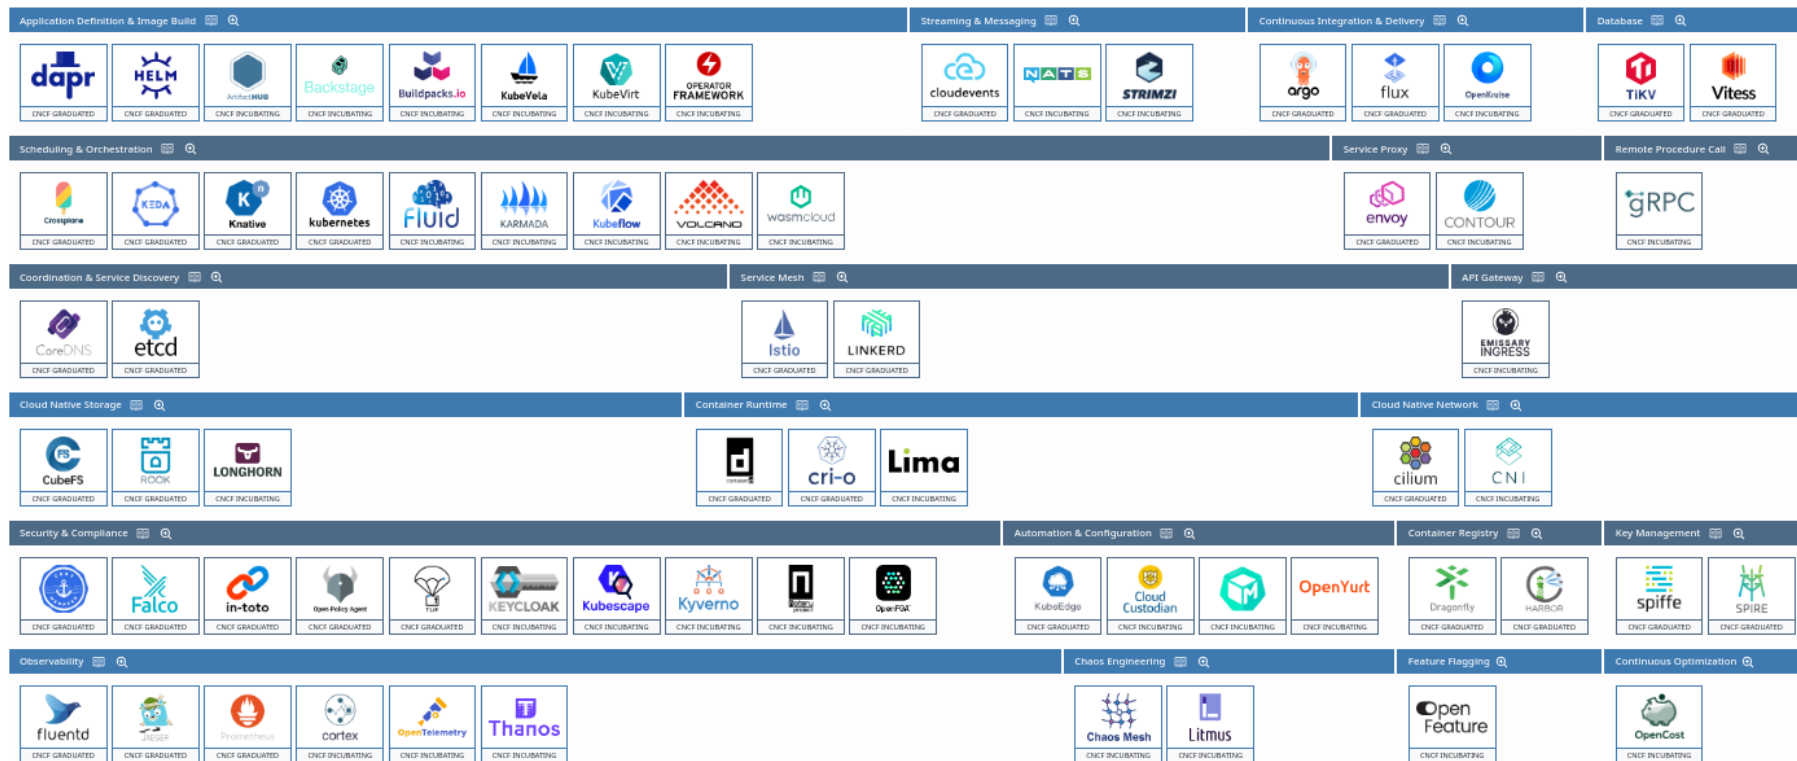 Application Definition & Image Build
Streaming & Messaging
Continuous Integration & Delivery
Database
dapr
HELM
ArtifactHUB
Backstage
Buildpacks.io
KubeVela
KubeVirt
OPERATOR
FRAMEWORK
cloudevents
NATS
STRIMZI
argo
flux
OpenKruise
TiKV
Vitess
CNCF GRADUATED
CNCF GRADUATED
CNCF INCUBATING
CNCF INCUBATING
CNCF INCUBATING
CNCF INCUBATING
CNCF INCUBATING
CNCF INCUBATING
CNCF GRADUATED
CNCF INCUBATING
CNCF INCUBATING
CNCF GRADUATED
CNCF GRADUATED
CNCF INCUBATING
CNCF GRADUATED
CNCF GRADUATED
Scheduling & Orchestration
Service Proxy
Remote Procedure Call
Crossplane
KEDA
K
n
Knative
kubernetes
Fluid
KARMADA
Kubeflow
VOLCANO
wasmcloud
envoy
CONTOUR
gRPC
CNCF GRADUATED
CNCF GRADUATED
CNCF GRADUATED
CNCF GRADUATED
CNCF INCUBATING
CNCF INCUBATING
CNCF INCUBATING
CNCF INCUBATING
CNCF INCUBATING
CNCF GRADUATED
CNCF INCUBATING
CNCF INCUBATING
Coordination & Service Discovery
Service Mesh
API Gateway
CoreDNS
etcd
Istio
LINKERD
EMISSARY
INGRESS
CNCF GRADUATED
CNCF GRADUATED
CNCF GRADUATED
CNCF GRADUATED
CNCF INCUBATING
Cloud Native Storage
Container Runtime
Cloud Native Network
FS
CubeFS
ROOK
LONGHORN
d
cri-o
Lima
cilium
CNI
CNCF GRADUATED
CNCF GRADUATED
CNCF INCUBATING
CNCF GRADUATED
CNCF GRADUATED
CNCF INCUBATING
CNCF GRADUATED
CNCF INCUBATING
Security & Compliance
Automation & Configuration
Container Registry
Key Management
Falco
in-toto
Open Policy Agent
TUF
KEYCLOAK
Kubescape
Kyverno
n
OpenFGA
KubeEdge
Cloud
Custodian
OpenYurt
Dragonfly
HARBOR
spiffe
SPIRE
CNCF GRADUATED
CNCF GRADUATED
CNCF GRADUATED
CNCF GRADUATED
CNCF GRADUATED
CNCF INCUBATING
CNCF INCUBATING
CNCF INCUBATING
CNCF INCUBATING
CNCF INCUBATING
CNCF GRADUATED
CNCF INCUBATING
CNCF INCUBATING
CNCF INCUBATING
CNCF GRADUATED
CNCF GRADUATED
CNCF GRADUATED
CNCF GRADUATED
Observability
Chaos Engineering
Feature Flagging
Continuous Optimization
fluentd
JAEGER
Prometheus
cortex
OpenTelemetry
Thanos
Chaos Mesh
Litmus
Open
Feature
OpenCost
CNCF GRADUATED
CNCF GRADUATED
CNCF GRADUATED
CNCF INCUBATING
CNCF INCUBATING
CNCF INCUBATING
CNCF INCUBATING
CNCF INCUBATING
CNCF INCUBATING
CNCF INCUBATING